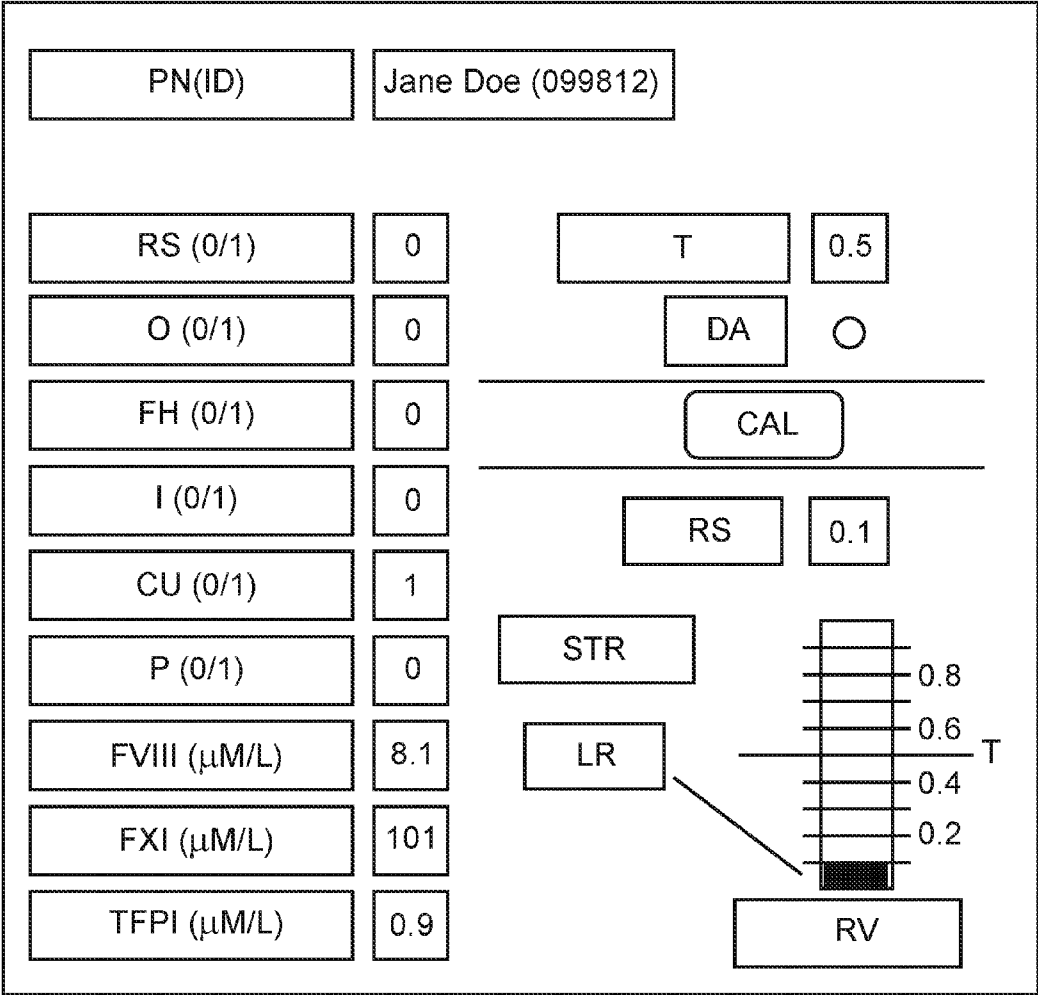 PN(ID) Jane Doe (099812)
RS (0/1) 0
O (0/1) 0
FH (0/1) 0
I (0/1) 0
CU (0/1) 1
P (0/1) 0
FVIII (μM/L) 8.1
FXI (μM/L) 101
TFPI (μM/L) 0.9
T 0.5
DA
CAL
RS 0.1
STR
LR
0.8
0.6
T
0.4
0.2
RV